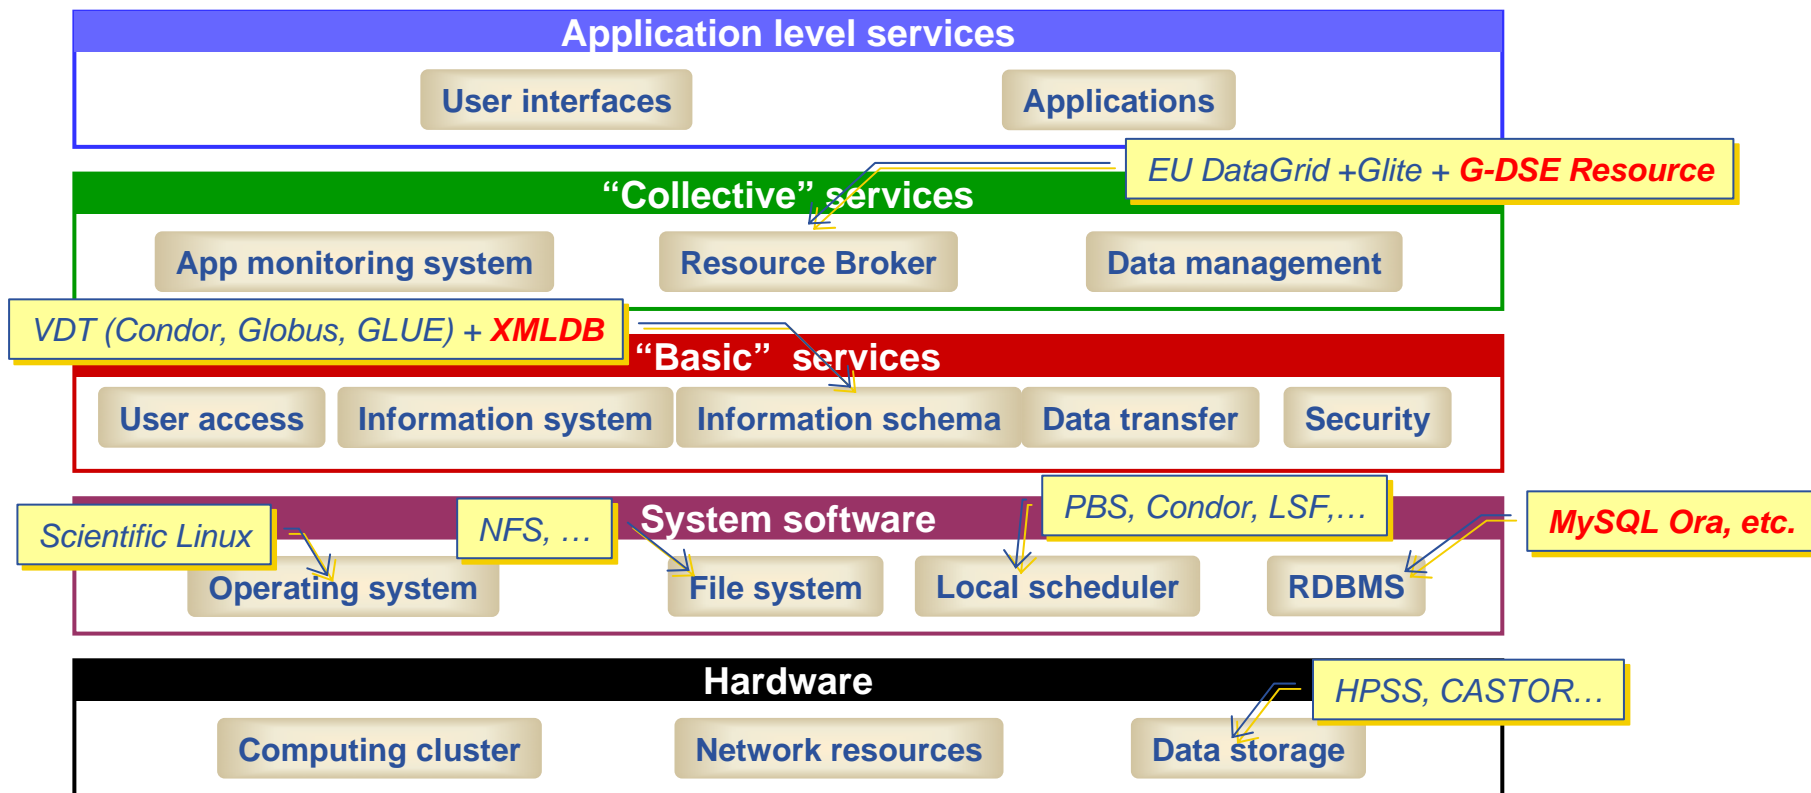 Application level services
User interfaces
Applications
EU DataGrid +Glite + G-DSE Resource
“Collective” services
App monitoring system
Resource Broker
Data management
VDT (Condor, Globus, GLUE) + XMLDB
“Basic” services
User access
Information system
Information schema
Data transfer
Security
Scientific Linux
NFS, …
System software
PBS, Condor, LSF,…
MySQL Ora, etc.
Operating system
File system
Local scheduler
RDBMS
Hardware
HPSS, CASTOR…
Computing cluster
Network resources
Data storage